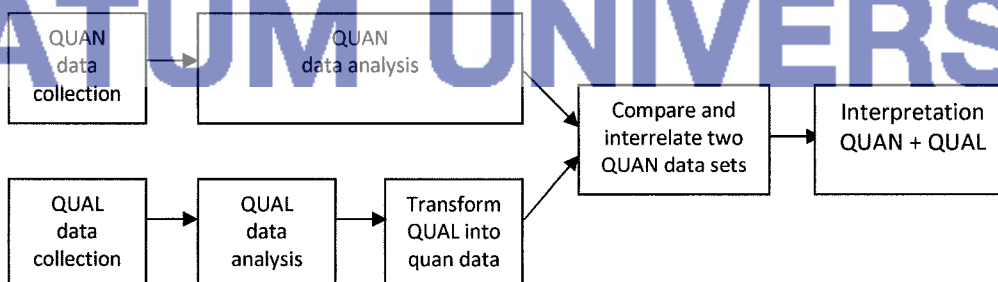 ATUM UNIVERS
QUAN
data
collection
QUAN
data analysis
Compare and
interrelate two
QUAN data sets
Interpretation
QUAN + QUAL
QUAL
data
collection
QUAL
data
analysis
Transform
QUAL into
quan data